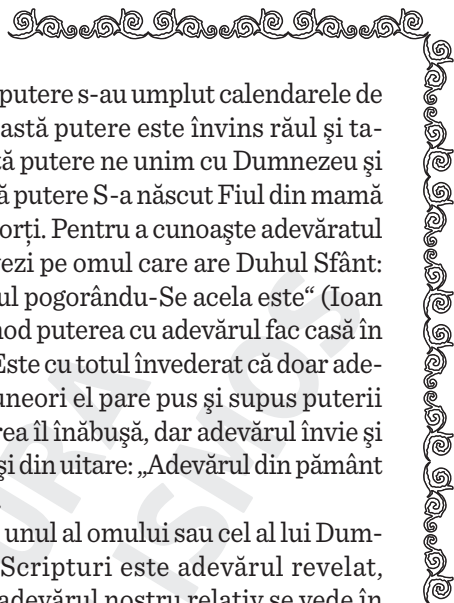 putere s-au umplut calendarele de
astă putere este învins răul şi ta-
tă putere ne unim cu Dumnezeu şi
ă putere S-a născut Fiul din mamă
orţi. Pentru a cunoaşte adevăratul
vezi pe omul care are Duhul Sfânt:
ul pogorându-Se acela este“ (Ioan
nod puterea cu adevărul fac casă în
Este cu totul învederat că doar ade-
uneori el pare pus şi supus puterii
rea îl înăbuşă, dar adevărul învie şi
şi din uitare: „Adevărul din pământ
unul al omului sau cel al lui Dum-
Scripturi este adevărul revelat,
adevărul nostru relativ se vede în
URA
ISMOS